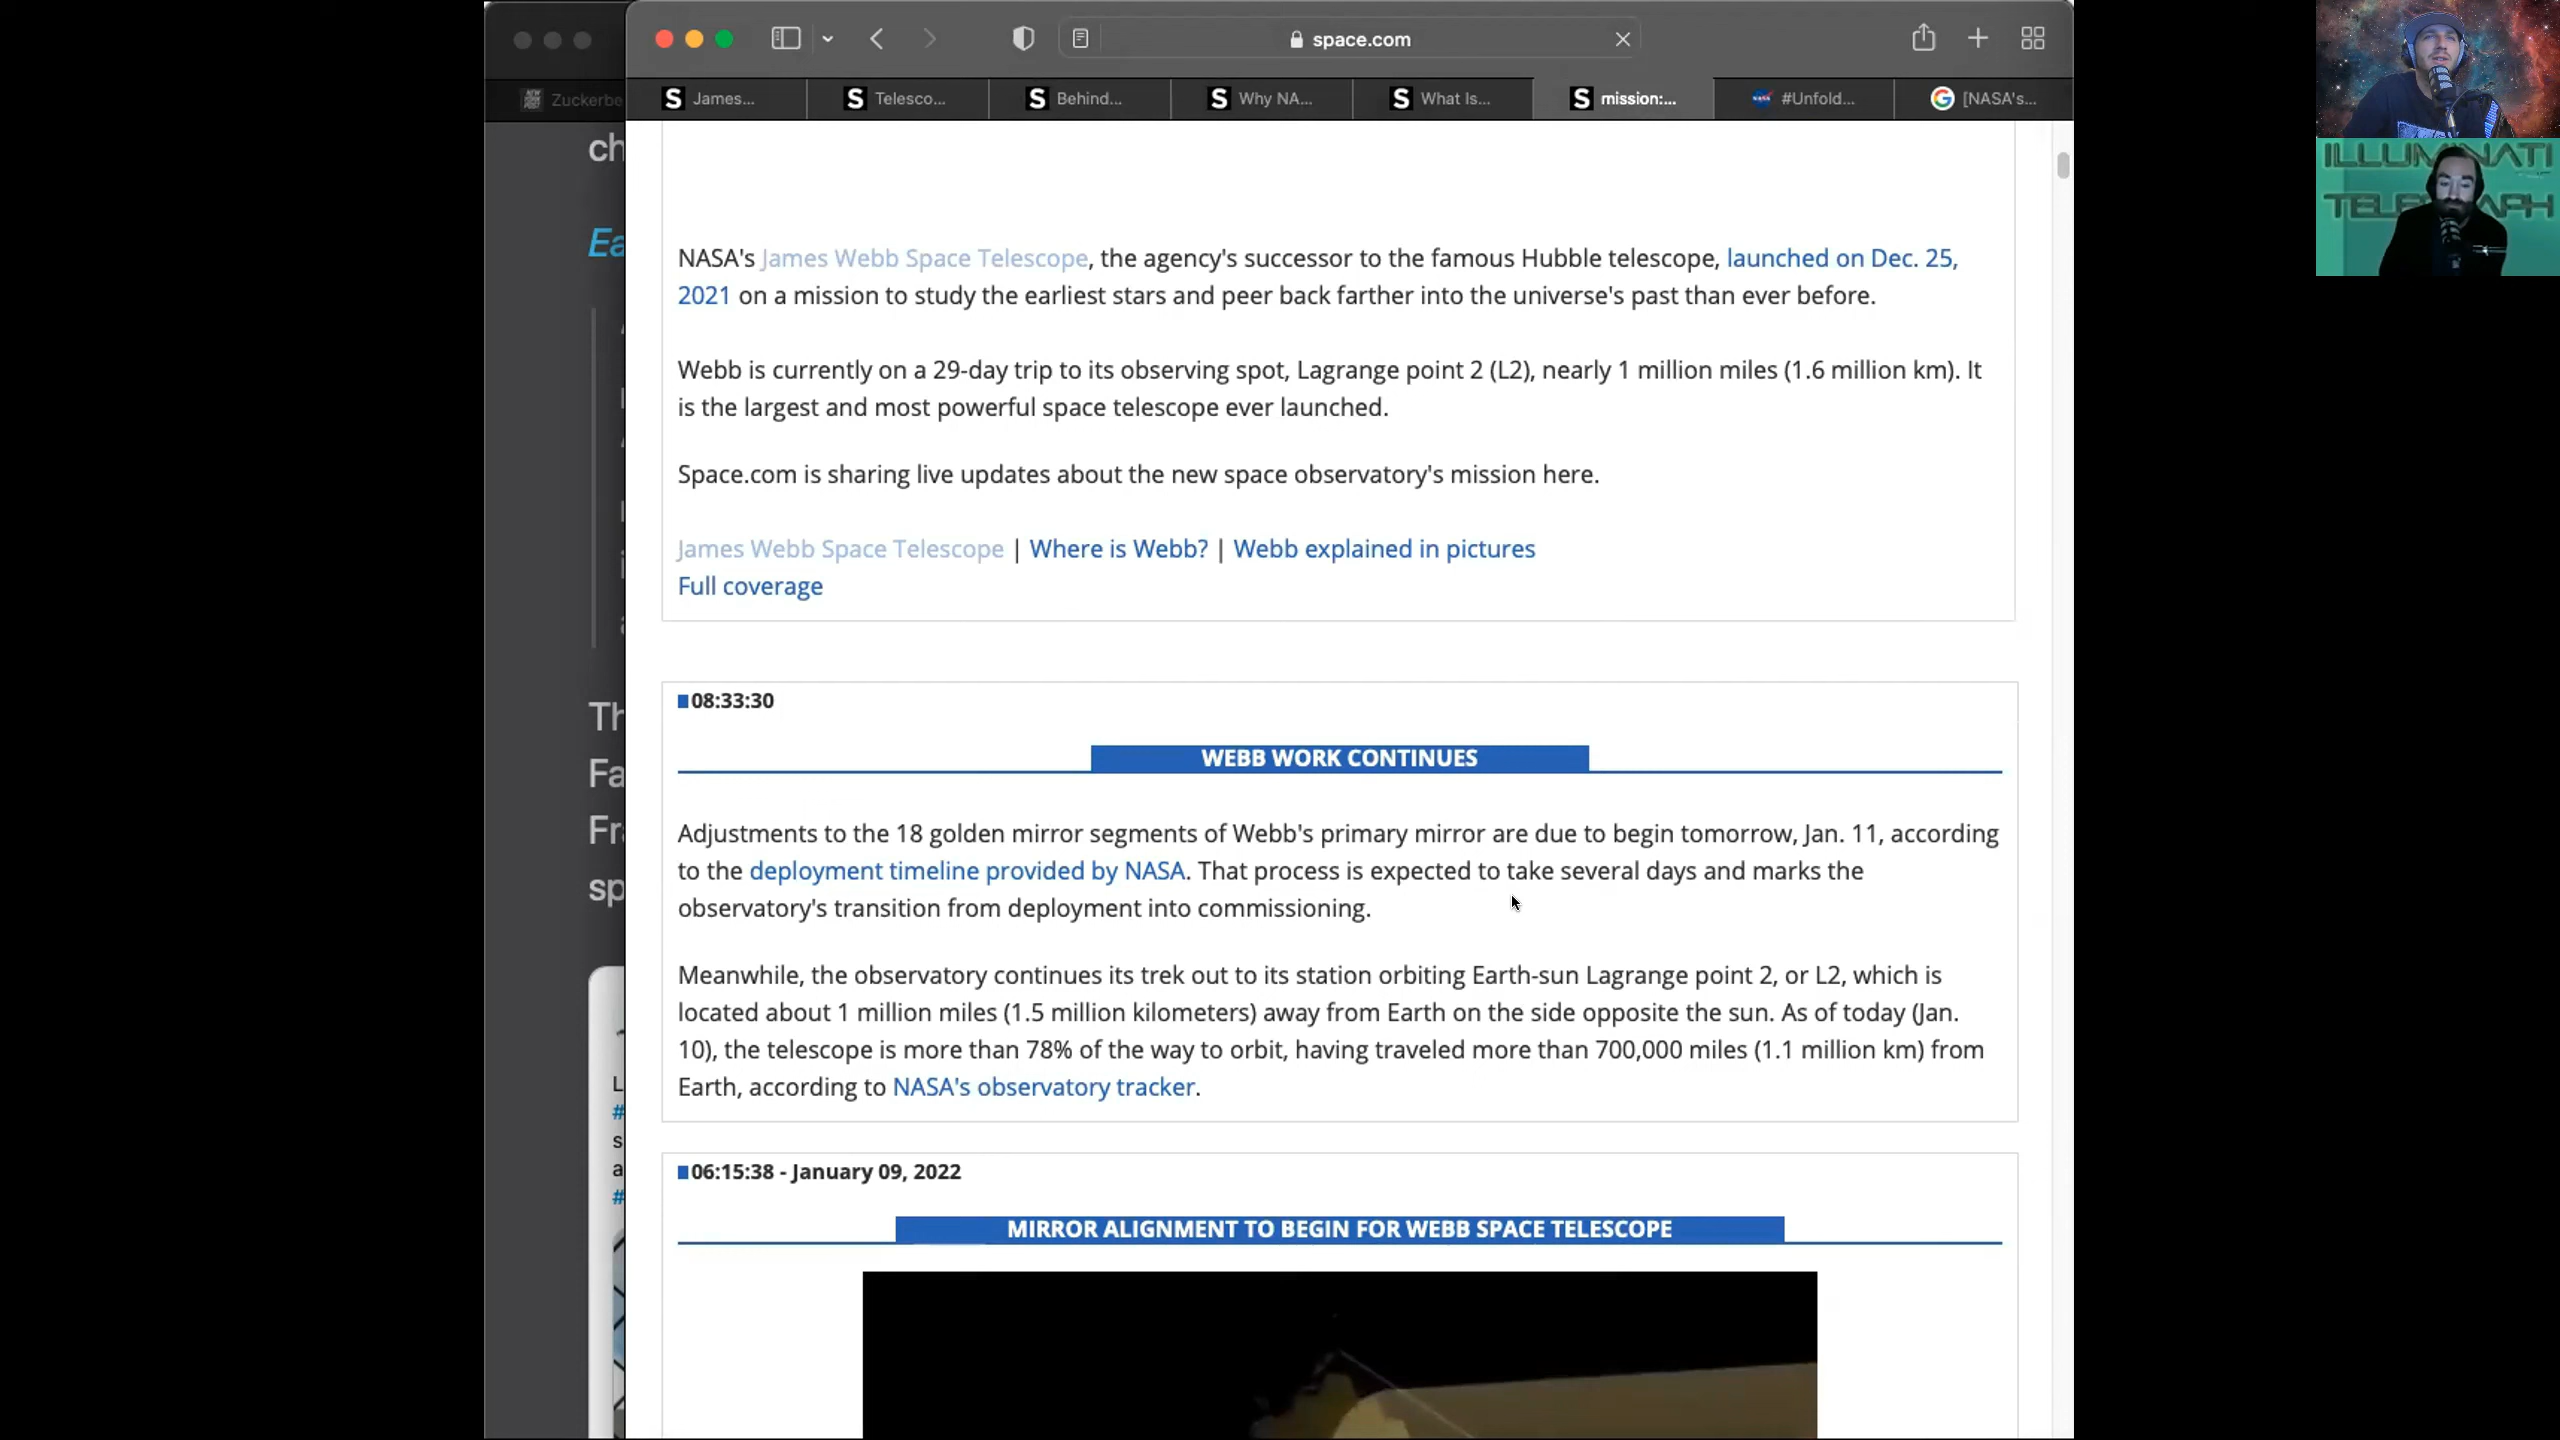 space.com
Zuckerbe
S James...
S Telesco...
S Behind...
S Why NA...
S What Is...
S mission:...
#Unfold...
G [NASA's...
ILLUMINATI
ch
Ea
NASA's James Webb Space Telescope, the agency's successor to the famous Hubble telescope, launched on Dec. 25,
2021 on a mission to study the earliest stars and peer back farther into the universe's past than ever before.
Webb is currently on a 29-day trip to its observing spot, Lagrange point 2 (L2), nearly 1 million miles (1.6 million km). It
is the largest and most powerful space telescope ever launched.
Space.com is sharing live updates about the new space observatory's mission here.
James Webb Space Telescope | Where is Webb? | Webb explained in pictures
Full coverage
08:33:30
Th
Fa
Fr
sp
WEBB WORK CONTINUES
Adjustments to the 18 golden mirror segments of Webb's primary mirror are due to begin tomorrow, Jan. 11, according
to the deployment timeline provided by NASA. That process is expected to take several days and marks the
observatory's transition from deployment into commissioning.
Meanwhile, the observatory continues its trek out to its station orbiting Earth-sun Lagrange point 2, or L2, which is
located about 1 million miles (1.5 million kilometers) away from Earth on the side opposite the sun. As of today (Jan.
10), the telescope is more than 78% of the way to orbit, having traveled more than 700,000 miles (1.1 million km) from
Earth, according to NASA's observatory tracker.
L
#
s
a
#
06:15:38 - January 09, 2022
MIRROR ALIGNMENT TO BEGIN FOR WEBB SPACE TELESCOPE